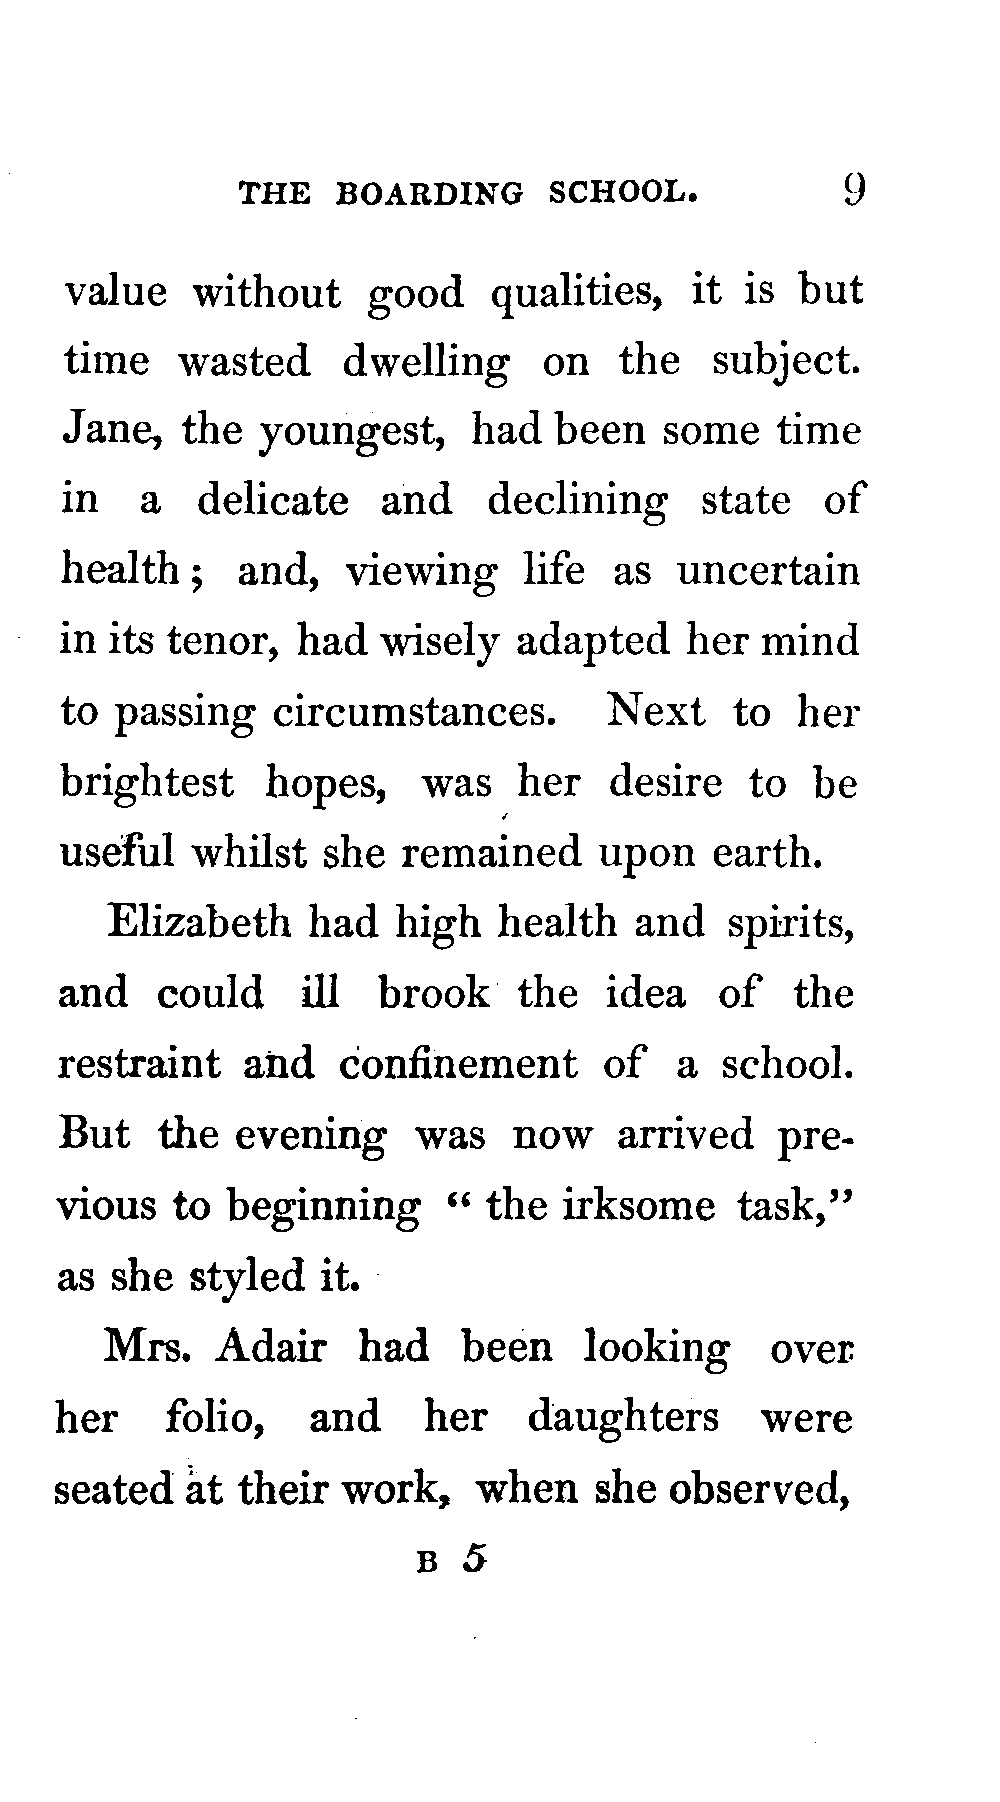 THE BOARDING SCHOOL. 9
value without good qualities, it is but
time wasted dwelling on the subject.
Jane, the youngest, had been some time
in a delicate and declining state of
health; and, viewing life as uncertain
in its tenor, had wisely adapted her mind
to passing circumstances. Next to her
brightest hopes, was her desire to be
useful whilst she remained upon earth.
Elizabeth had high health and spirits,
and could ill brook the idea of the
restraint and confinement of a school.
But the evening was now arrived pre-
vious to beginning “ the irksome task,”
as she styled it.
Mrs. Adair had been looking over
her folio, and her daughters were
seated at their work, when she observed,
B 5